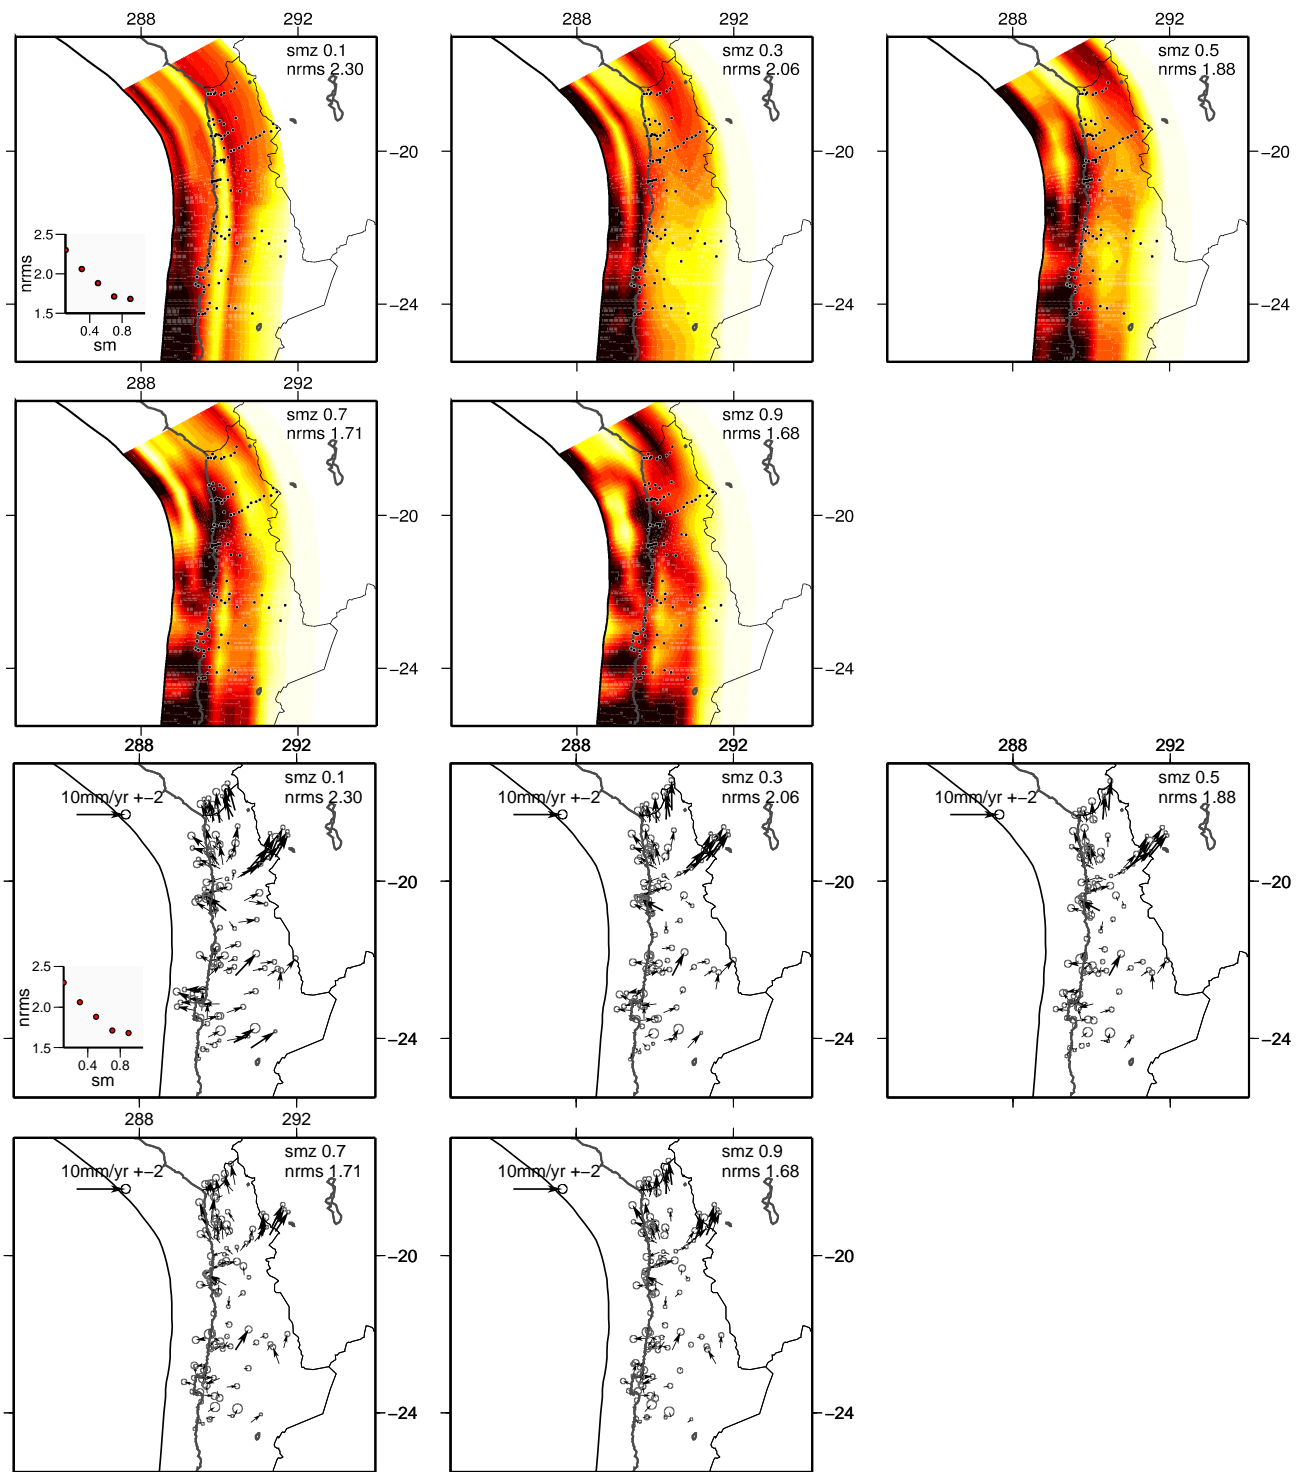 288 292 288 292 288 292
smz 0.1 smz 0.3 smz 0.5
nrms 2.30 nrms 2.06 nrms 1.88
−20 −20 −20
2.5
2.0
1.5
nrms
0.4 0.8
sm
−24 −24 −24
288 292 288 292
smz 0.7 smz 0.9
nrms 1.71 nrms 1.68
−20 −20
−24 −24
288 292 288 292 288 292
smz 0.1 smz 0.3 smz 0.5
10mm/yr +−2 nrms 2.30 10mm/yr +−2 nrms 2.06 10mm/yr +−2 nrms 1.88
−20 −20 −20
2.5
2.0
1.5
nrms
0.4 0.8
sm
−24 −24 −24
288 292 288 292
smz 0.7 smz 0.9
10mm/yr +−2 nrms 1.71 10mm/yr +−2 nrms 1.68
−20 −20
−24 −24